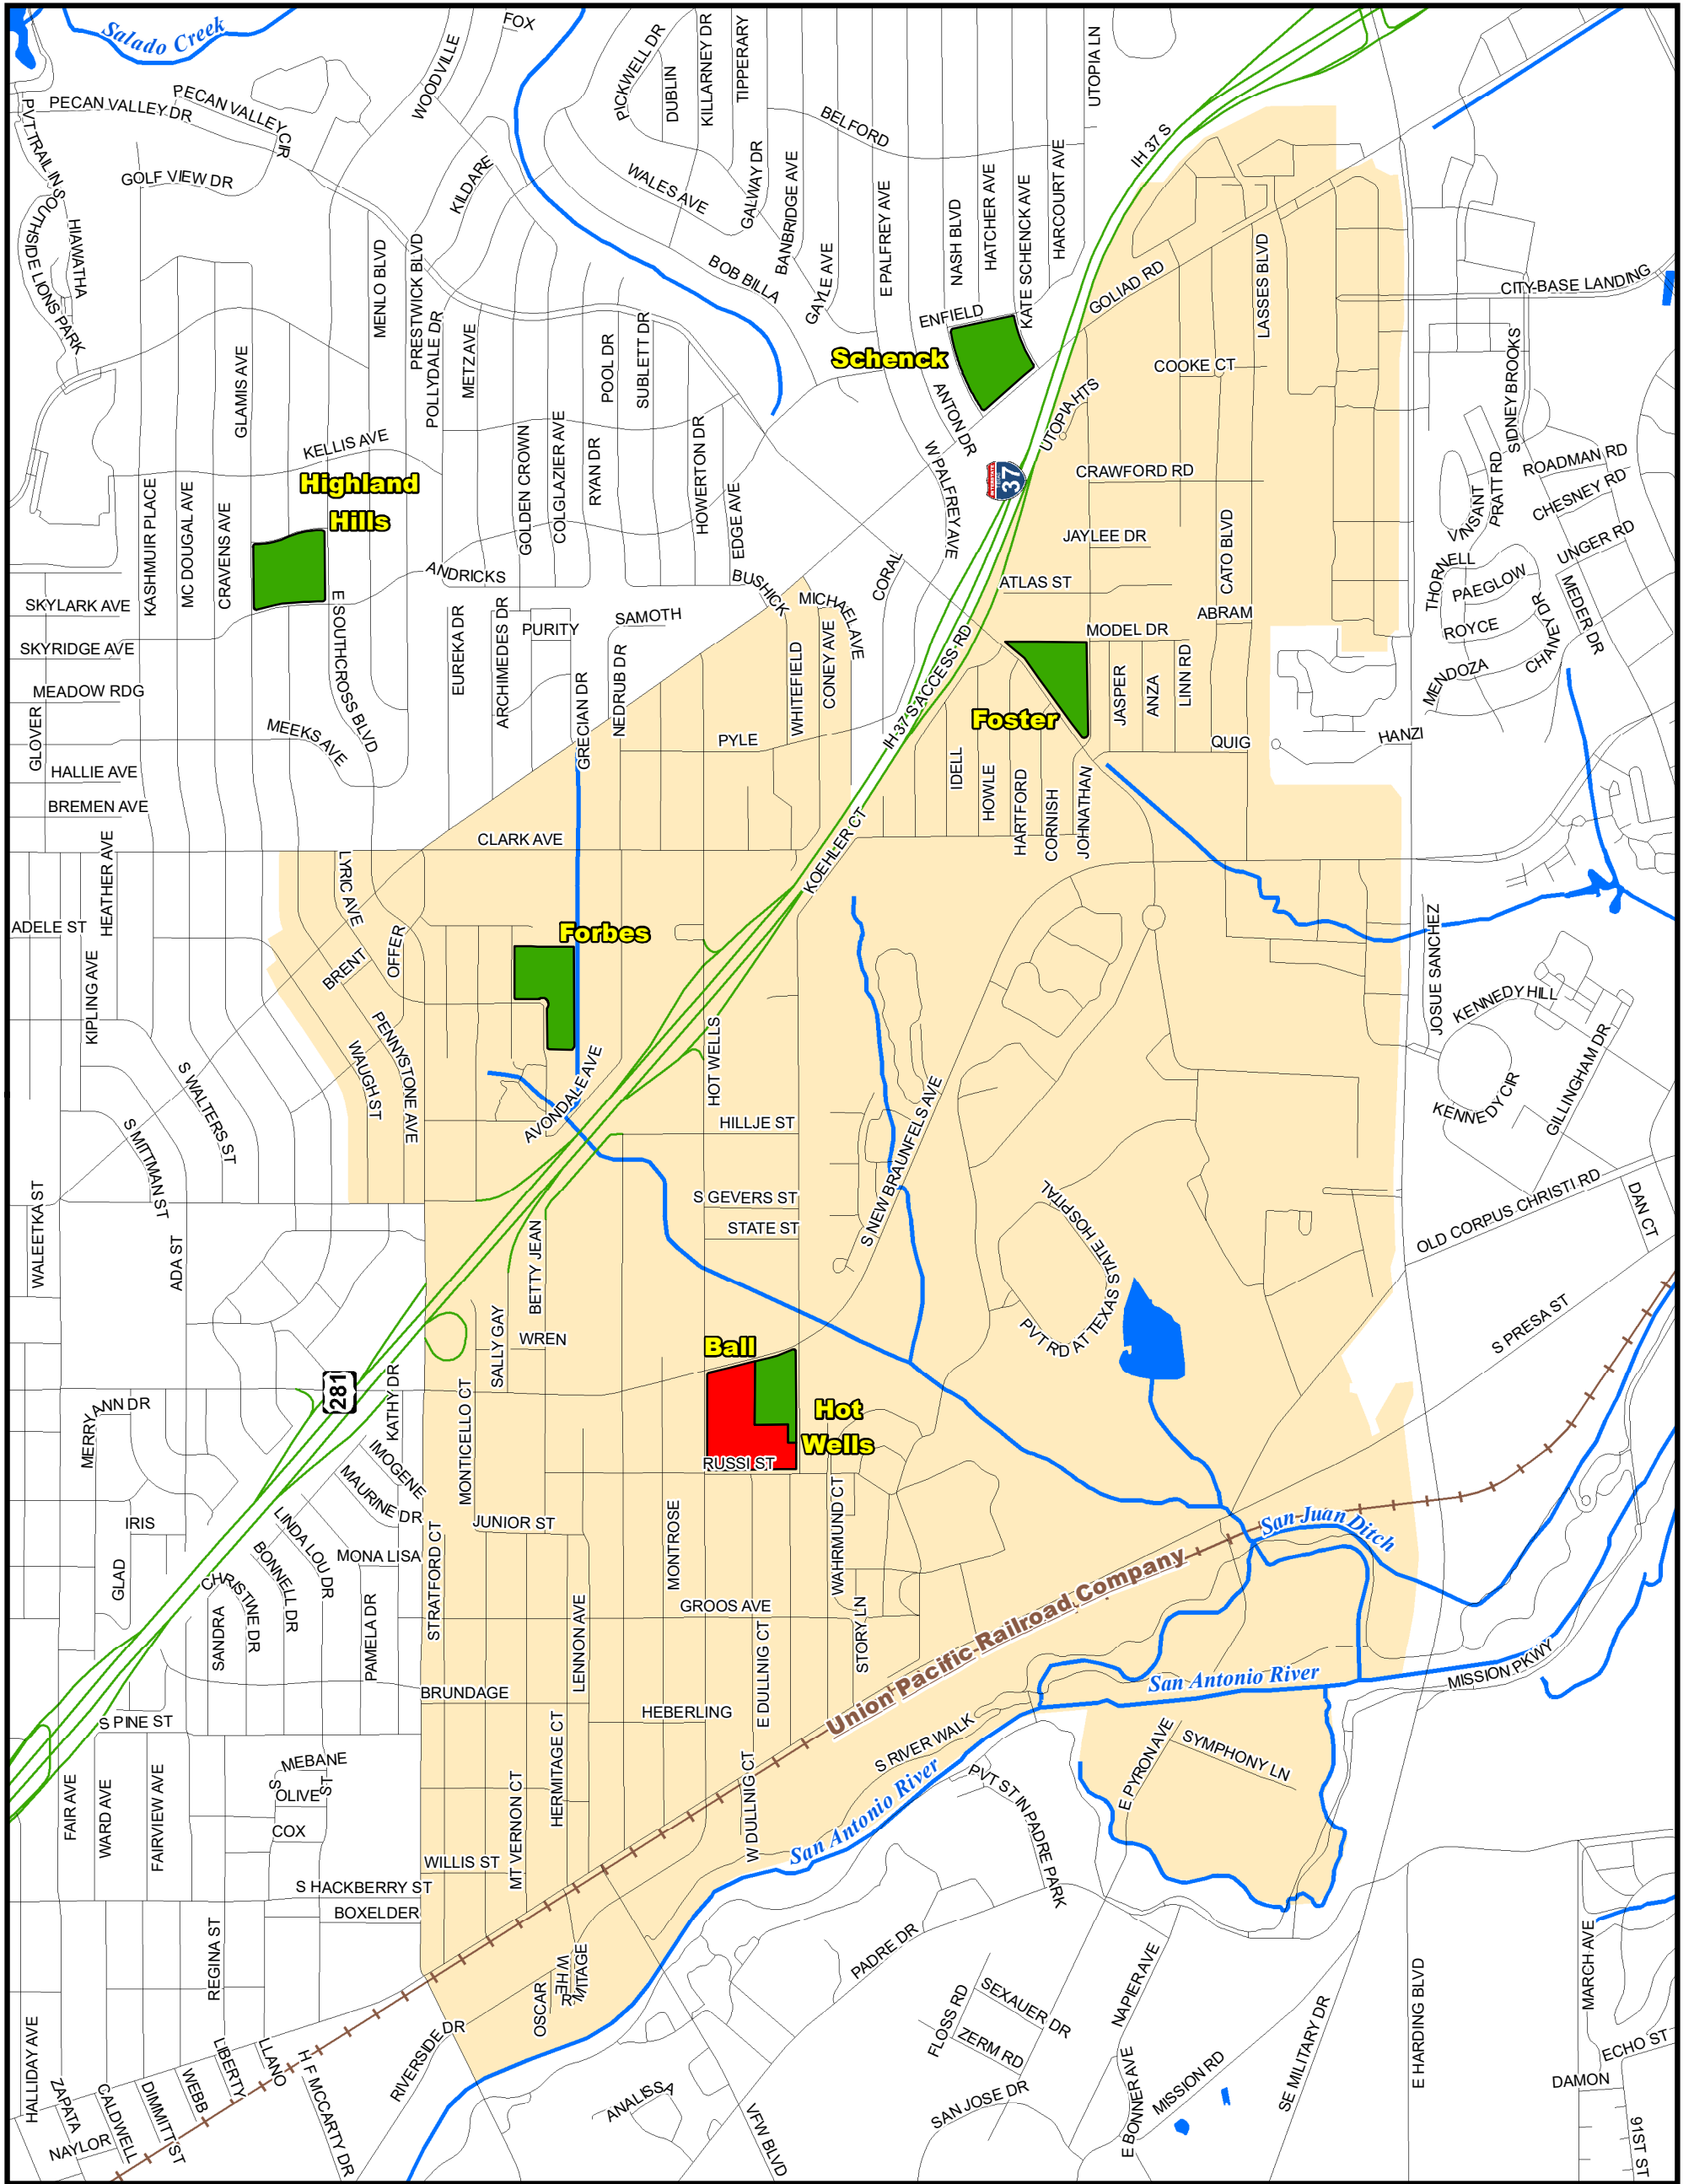 Salado Creek
FOX
WOODVILLE
PICKWELL DR
DUBLIN
KILLARNEY DR
TIPPERARY
UTOPIA LN
PECAN VALLEY DR
PECAN VALLEY CIR
PVT TRAIL IN SOUTHSIDE LIONS PARK
GOLF VIEW DR
HIAWATHA
KILDARE
BELFORD
WALES AVE
GALWAY DR
BANBRIDGE AVE
GAYLE AVE
E PALFREY AVE
NASH BLVD
HATCHER AVE
KATE SCHENCK AVE
HARCOURT AVE
IH 37 S
MENLO BLVD
PRESTWICK BLVD
POLLYDALE DR
METZ AVE
BOB BILLA
ENFIELD
GOLIAD RD
LASSES BLVD
CITY-BASE LANDING
GLAMIS AVE
POOL DR
SUBLETT DR
Schenck
COOKE CT
SIDNEY BROOKS
UTOPIA HTS
ANTON DR
KELLIS AVE
GOLDEN CROWN
COLGLAZIER AVE
RYAN DR
HOWERTON DR
W PALFREY AVE
37
CRAWFORD RD
PRATT RD
VINSANT
ROADMAN RD
CHESNEY RD
UNGER RD
Highland
Hills
KASHMUIR PLACE
MC DOUGAL AVE
CRAVENS AVE
EDGE AVE
JAYLEE DR
CATO BLVD
THORNELL
PAEGLOW
ROYCE
CHANEY DR
MEDER DR
MENDOZA
ANDRICKS
BUSHICK
MICHAEL AVE
CORAL
ATLAS ST
ABRAM
SKYLARK AVE
E SOUTHCROSS BLVD
EUREKA DR
ARCHIMEDES DR
PURITY
SAMOTH
MODEL DR
SKYRIDGE AVE
GRECIAN DR
NEDRUB DR
WHITEFIELD
CONEY AVE
IH 37 S ACCESS RD
JASPER
ANZA
LINN RD
MEADOW RDG
Foster
GLOVER
MEEKS AVE
PYLE
QUIG
HANZI
HALLIE AVE
IDELL
HOWLE
HARTFORD
CORNISH
JOHNATHAN
BREMEN AVE
CLARK AVE
KOEHLER CT
HEATHER AVE
LYRIC AVE
ADELE ST
KIPLING AVE
BRENT
OFFER
Forbes
JOSUE SANCHEZ
KENNEDY HILL
KENNEDY CIR
GILLINGHAM DR
S WALTERS ST
WAUGH ST
PENNYSTONE AVE
AVONDALE AVE
HOT WELLS
HILLJE ST
S NEW BRAUNFELS AVE
S MITTMAN ST
WALEETKA ST
ADA ST
S GEVERS ST
STATE ST
PVT RD AT TEXAS STATE HOSPITAL
OLD CORPUS CHRISTI RD
DAN CT
BETTY JEAN
SALLY GAY
WREN
S PRESA ST
Ball
281
MERRY ANN DR
KATHY DR
MONTICELLO CT
Hot
Wells
RUSSI ST
IMOGENE
MAURINE DR
IRIS
GLAD
LINDA LOU DR
BONNELL DR
CHRISTINE DR
SANDRA
MONA LISA
PAMELA DR
STRATFORD CT
JUNIOR ST
MONTROSE
WAHRMUND CT
San Juan Ditch
LENNON AVE
GROOS AVE
E DULLNIG CT
STORY LN
Union Pacific Railroad Company
BRUNDAGE
HEBERLING
San Antonio River
MISSION PKWY
S PINE ST
HERMITAGE CT
S RIVER WALK
E PYRON AVE
SYMPHONY LN
FAIR AVE
WARD AVE
FAIRVIEW AVE
MEBANE
S OLIVE ST
COX
MT VERNON CT
W DULLNIG CT
San Antonio River
PVT ST IN PADRE PARK
WILLIS ST
S HACKBERRY ST
BOXELDER
REGINA ST
W HERMITAGE
OSCAR
PADRE DR
FLOSS RD
SEXAUER DR
ZERM RD
NAPIER AVE
MARCH AVE
E HARDING BLVD
SE MILITARY DR
HALLIDAY AVE
ZAPATA
CALDWELL
DIMMITT ST
WEBB
LIBERTY
LLANO
H F MCCARTY DR
RIVERSIDE DR
NAYLOR
ANALISSA
VFW BLVD
SAN JOSE DR
E BONNER AVE
MISSION RD
ECHO ST
DAMON
91ST ST